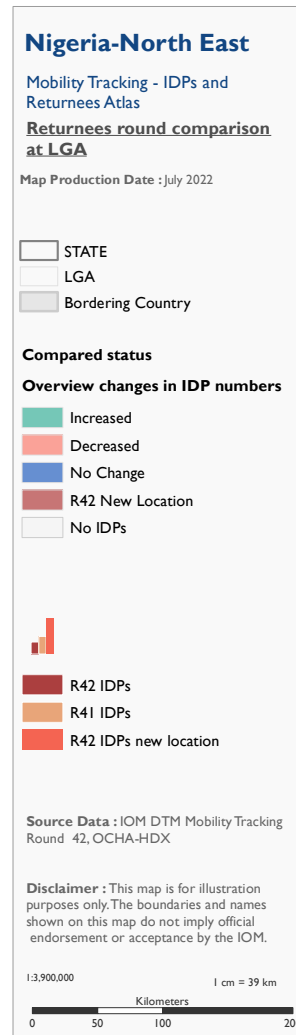 Nigeria-North East
Mobility Tracking - IDPs and
Returnees Atlas
Returnees round comparison
at LGA
Map Production Date : July 2022
STATE
LGA
Bordering Country
Compared status
Overview changes in IDP numbers
Increased
Decreased
No Change
R42 New Location
No IDPs
R42 IDPs
R41 IDPs
R42 IDPs new location
Source Data : IOM DTM Mobility Tracking
Round 42, OCHA-HDX
Disclaimer : This map is for illustration
purposes only. The boundaries and names
shown on this map do not imply official
endorsement or acceptance by the IOM.
1:3,900,000 1 cm = 39 km
Kilometers
0 50 100 20